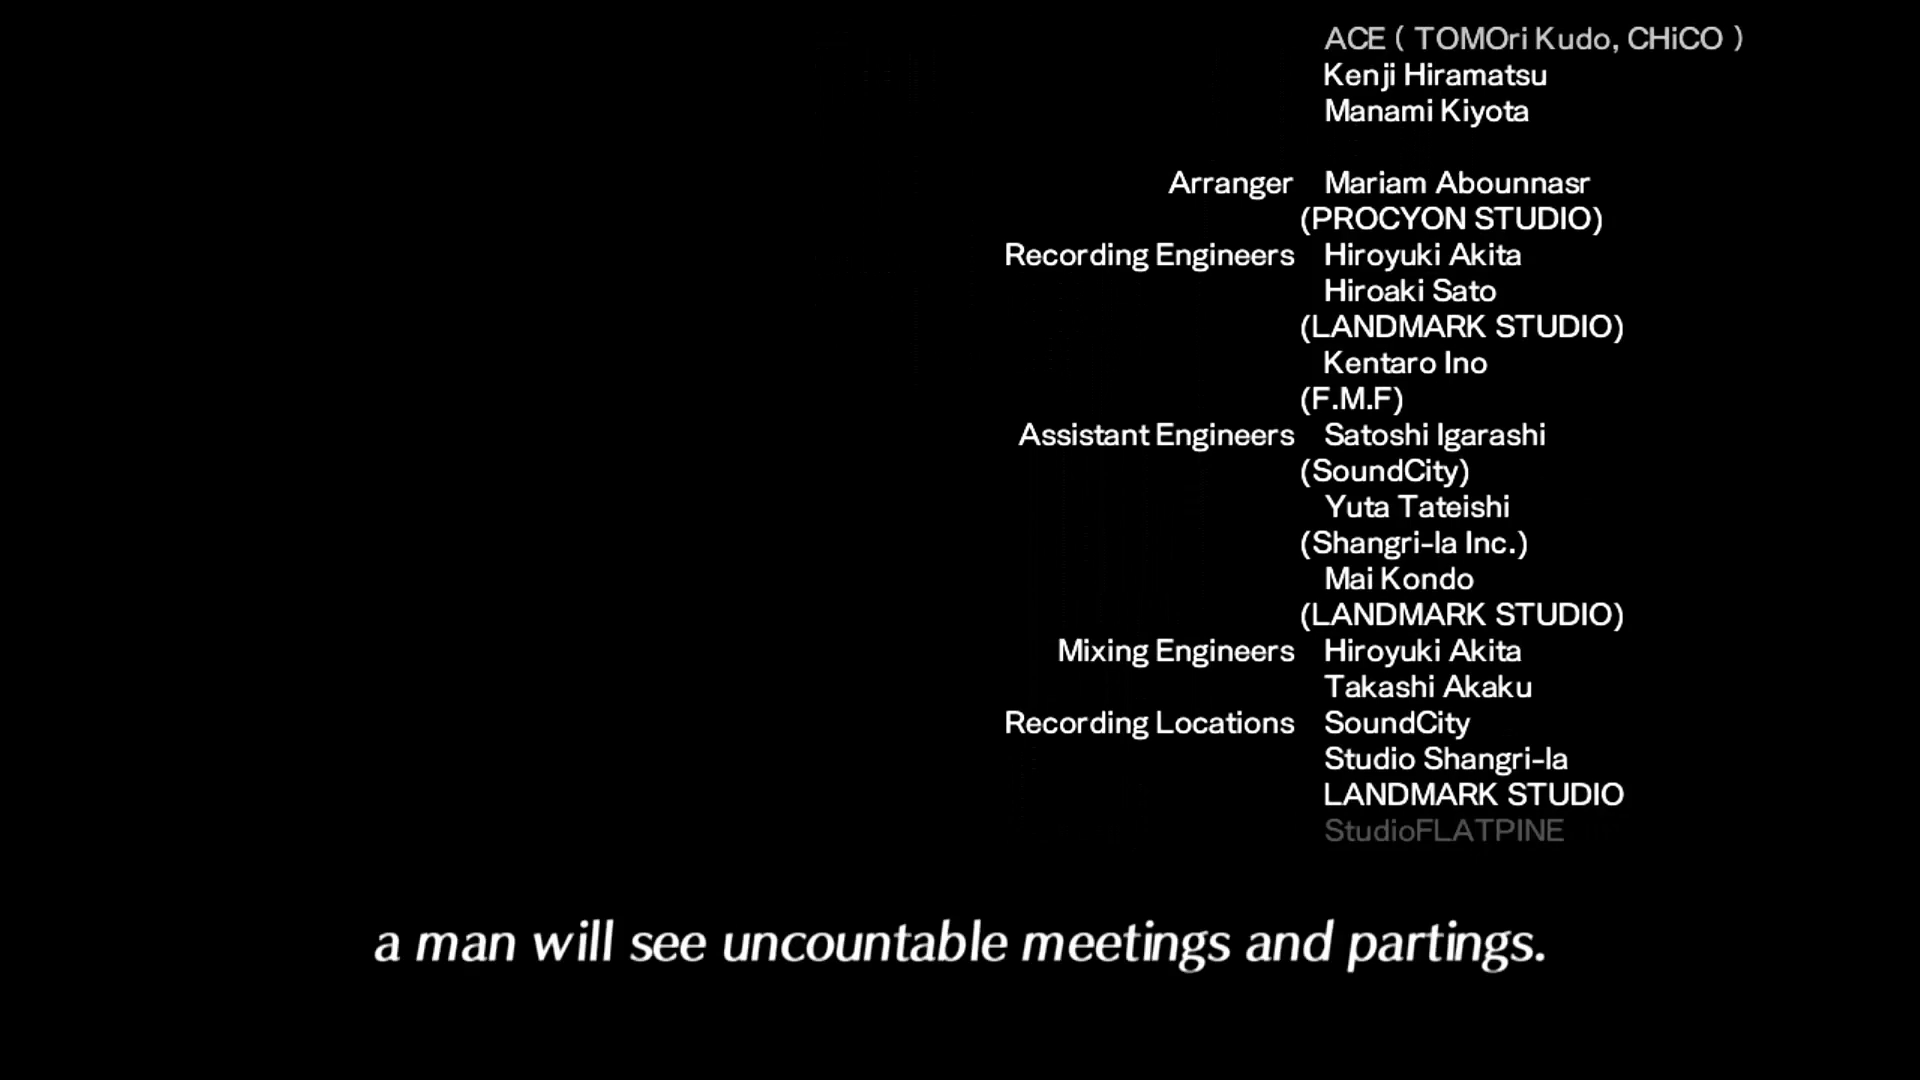 ACE ( TOMOri Kudo, CHiCO )
Kenji Hiramatsu
Manami Kiyota
Arranger Mariam Abounnasr
(PROCYON STUDIO)
Recording Engineers Hiroyuki Akita
Hiroaki Sato
(LANDMARK STUDIO)
Kentaro Ino
(F.M.F)
Assistant Engineers Satoshi Igarashi
(SoundCity)
Yuta Tateishi
(Shangri-la Inc.)
Mai Kondo
(LANDMARK STUDIO)
Mixing Engineers Hiroyuki Akita
Takashi Akaku
Recording Locations SoundCity
Studio Shangri-la
LANDMARK STUDIO
StudioFLATPINE
a man will see uncountable meetings and partings.